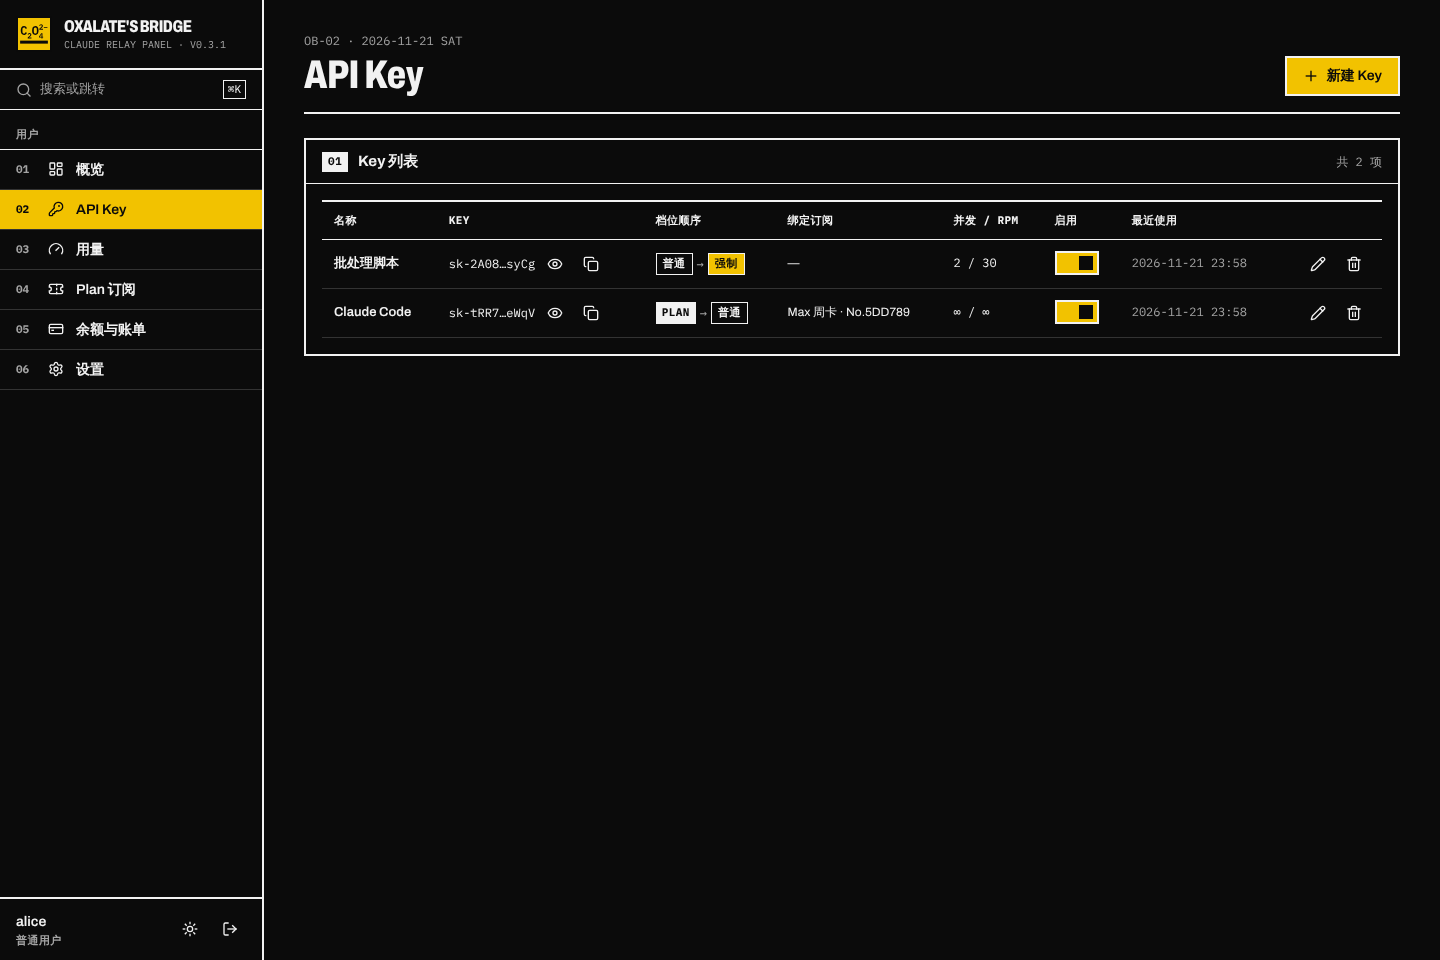 C₂O₄²⁻
OXALATE'S BRIDGE
CLAUDE RELAY PANEL · V0.3.1
搜索或跳转 ⌘K
用户
01 概览
02 API Key
03 用量
04 Plan 订阅
05 余额与账单
06 设置
alice
普通用户
OB-02 · 2026-11-21 SAT
API Key
新建 Key
01 Key 列表 共 2 项
名称 KEY 档位顺序 绑定订阅 并发 / RPM 启用 最近使用
批处理脚本 sk-2A08…syCg 普通 → 强制 — 2 / 30 2026-11-21 23:58
Claude Code sk-tRR7…eWqV PLAN → 普通 Max 周卡 · No.5DD789 ∞ / ∞ 2026-11-21 23:58